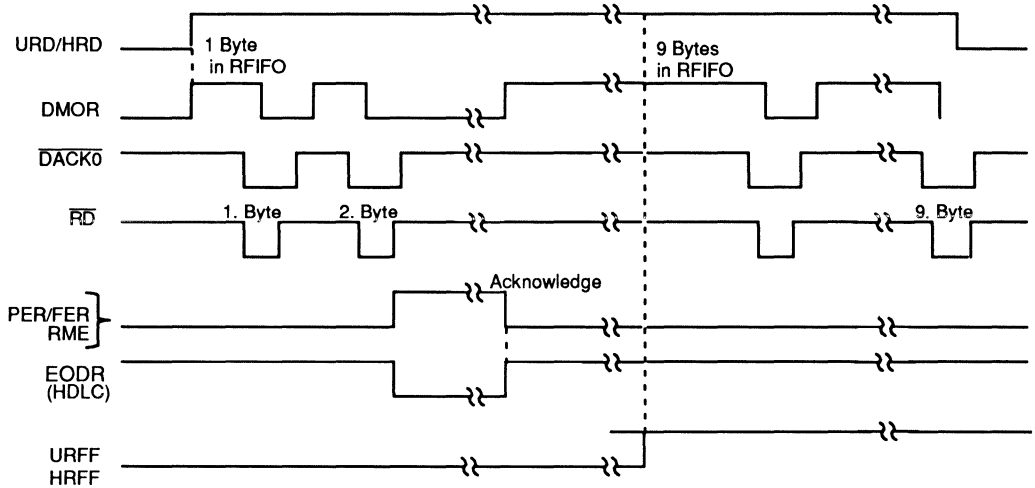 URD/HRD
1 Byte
in RFIFO
9 Bytes
in RFIFO
DMOR
DACK0
RD
1. Byte
2. Byte
9. Byte
Acknowledge
PER/FER
RME
EODR
(HDLC)
URFF
HRFF